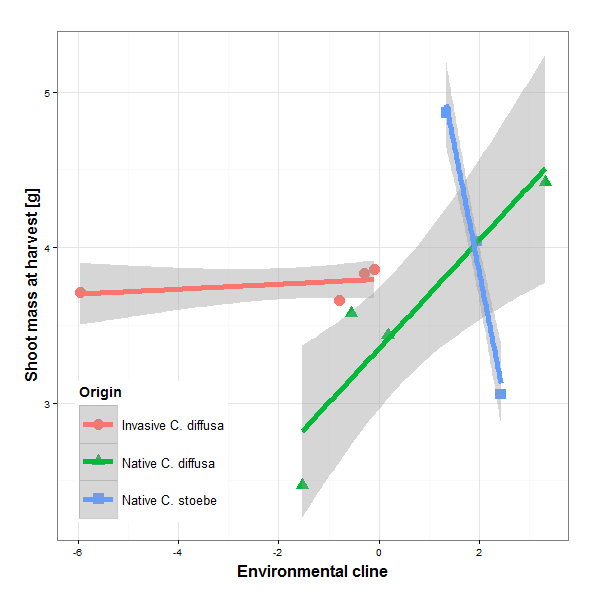 Shoot mass at harvest [g]
5
4
3
Origin
Invasive C. diffusa
Native C. diffusa
Native C. stoebe
-6 -4 -2 0 2
Environmental cline